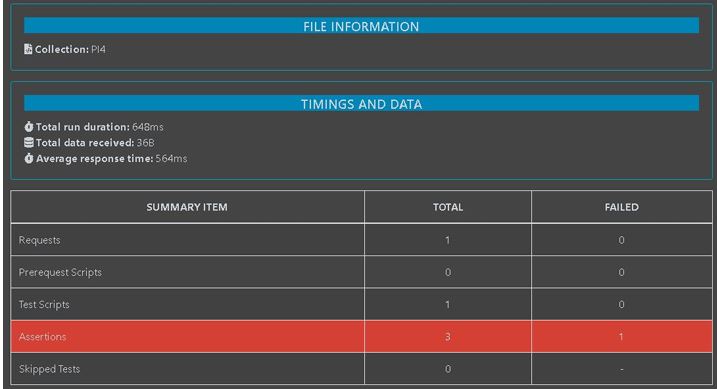 FILE INFORMATION
Collection: PI4
TIMINGS AND DATA
Total run duration: 648ms
Total data received: 36B
Average response time: 564ms
SUMMARY ITEM TOTAL FAILED
Requests 1 0
Prerequest Scripts 0 0
Test Scripts 1 0
Assertions 3 1
Skipped Tests 0 -